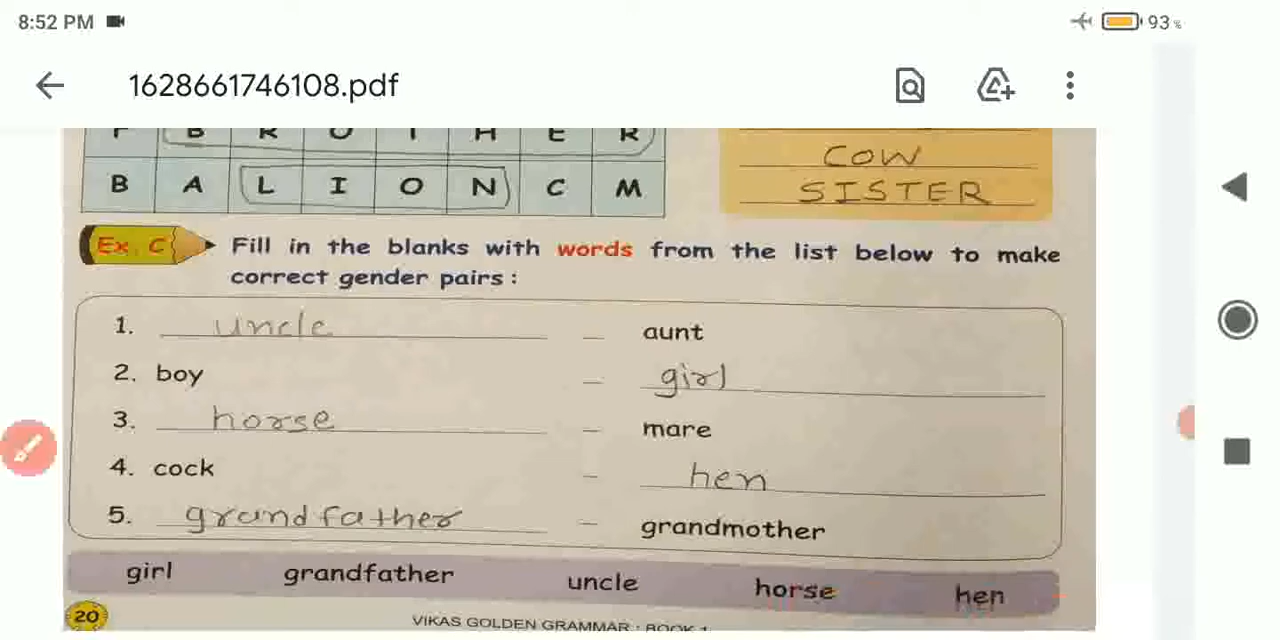 8:52 PM 93%
1628661746108.pdf
B R O T H E R
COW
B A L I O N C M
SISTER
Ex. C Fill in the blanks with words from the list below to make
correct gender pairs :
1. uncle – aunt
2. boy – girl
3. horse – mare
4. cock – hen
5. grandfather – grandmother
girl grandfather uncle horse hen
20
VIKAS GOLDEN GRAMMAR : BOOK 1